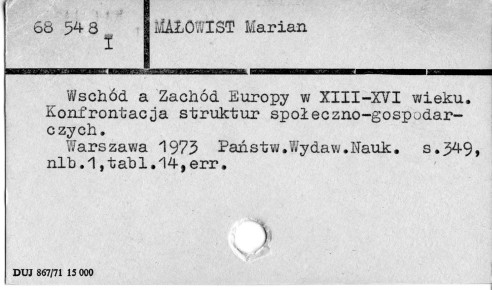 68 548 I MAŁOWIST Marian
Wschód a Zachód Europy w XIII-XVI wieku.
Konfrontacja struktur społeczno-gospodar-
czych.
Warszawa 1973 Państw.Wydaw.Nauk. s.349,
nlb.1,tabl.14,err.
DUJ 867/71 15 000